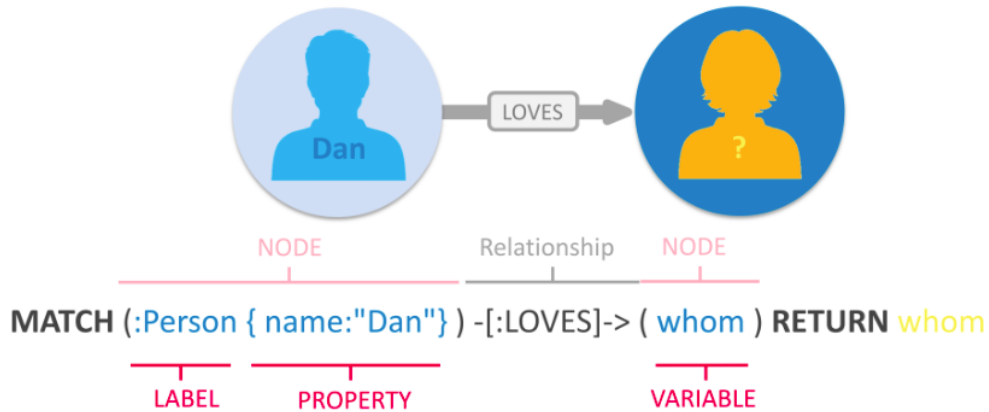 LOVES
Dan
?
NODE
Relationship
NODE
MATCH (:Person { name:"Dan"} ) -[:LOVES]-> ( whom ) RETURN whom
LABEL
PROPERTY
VARIABLE